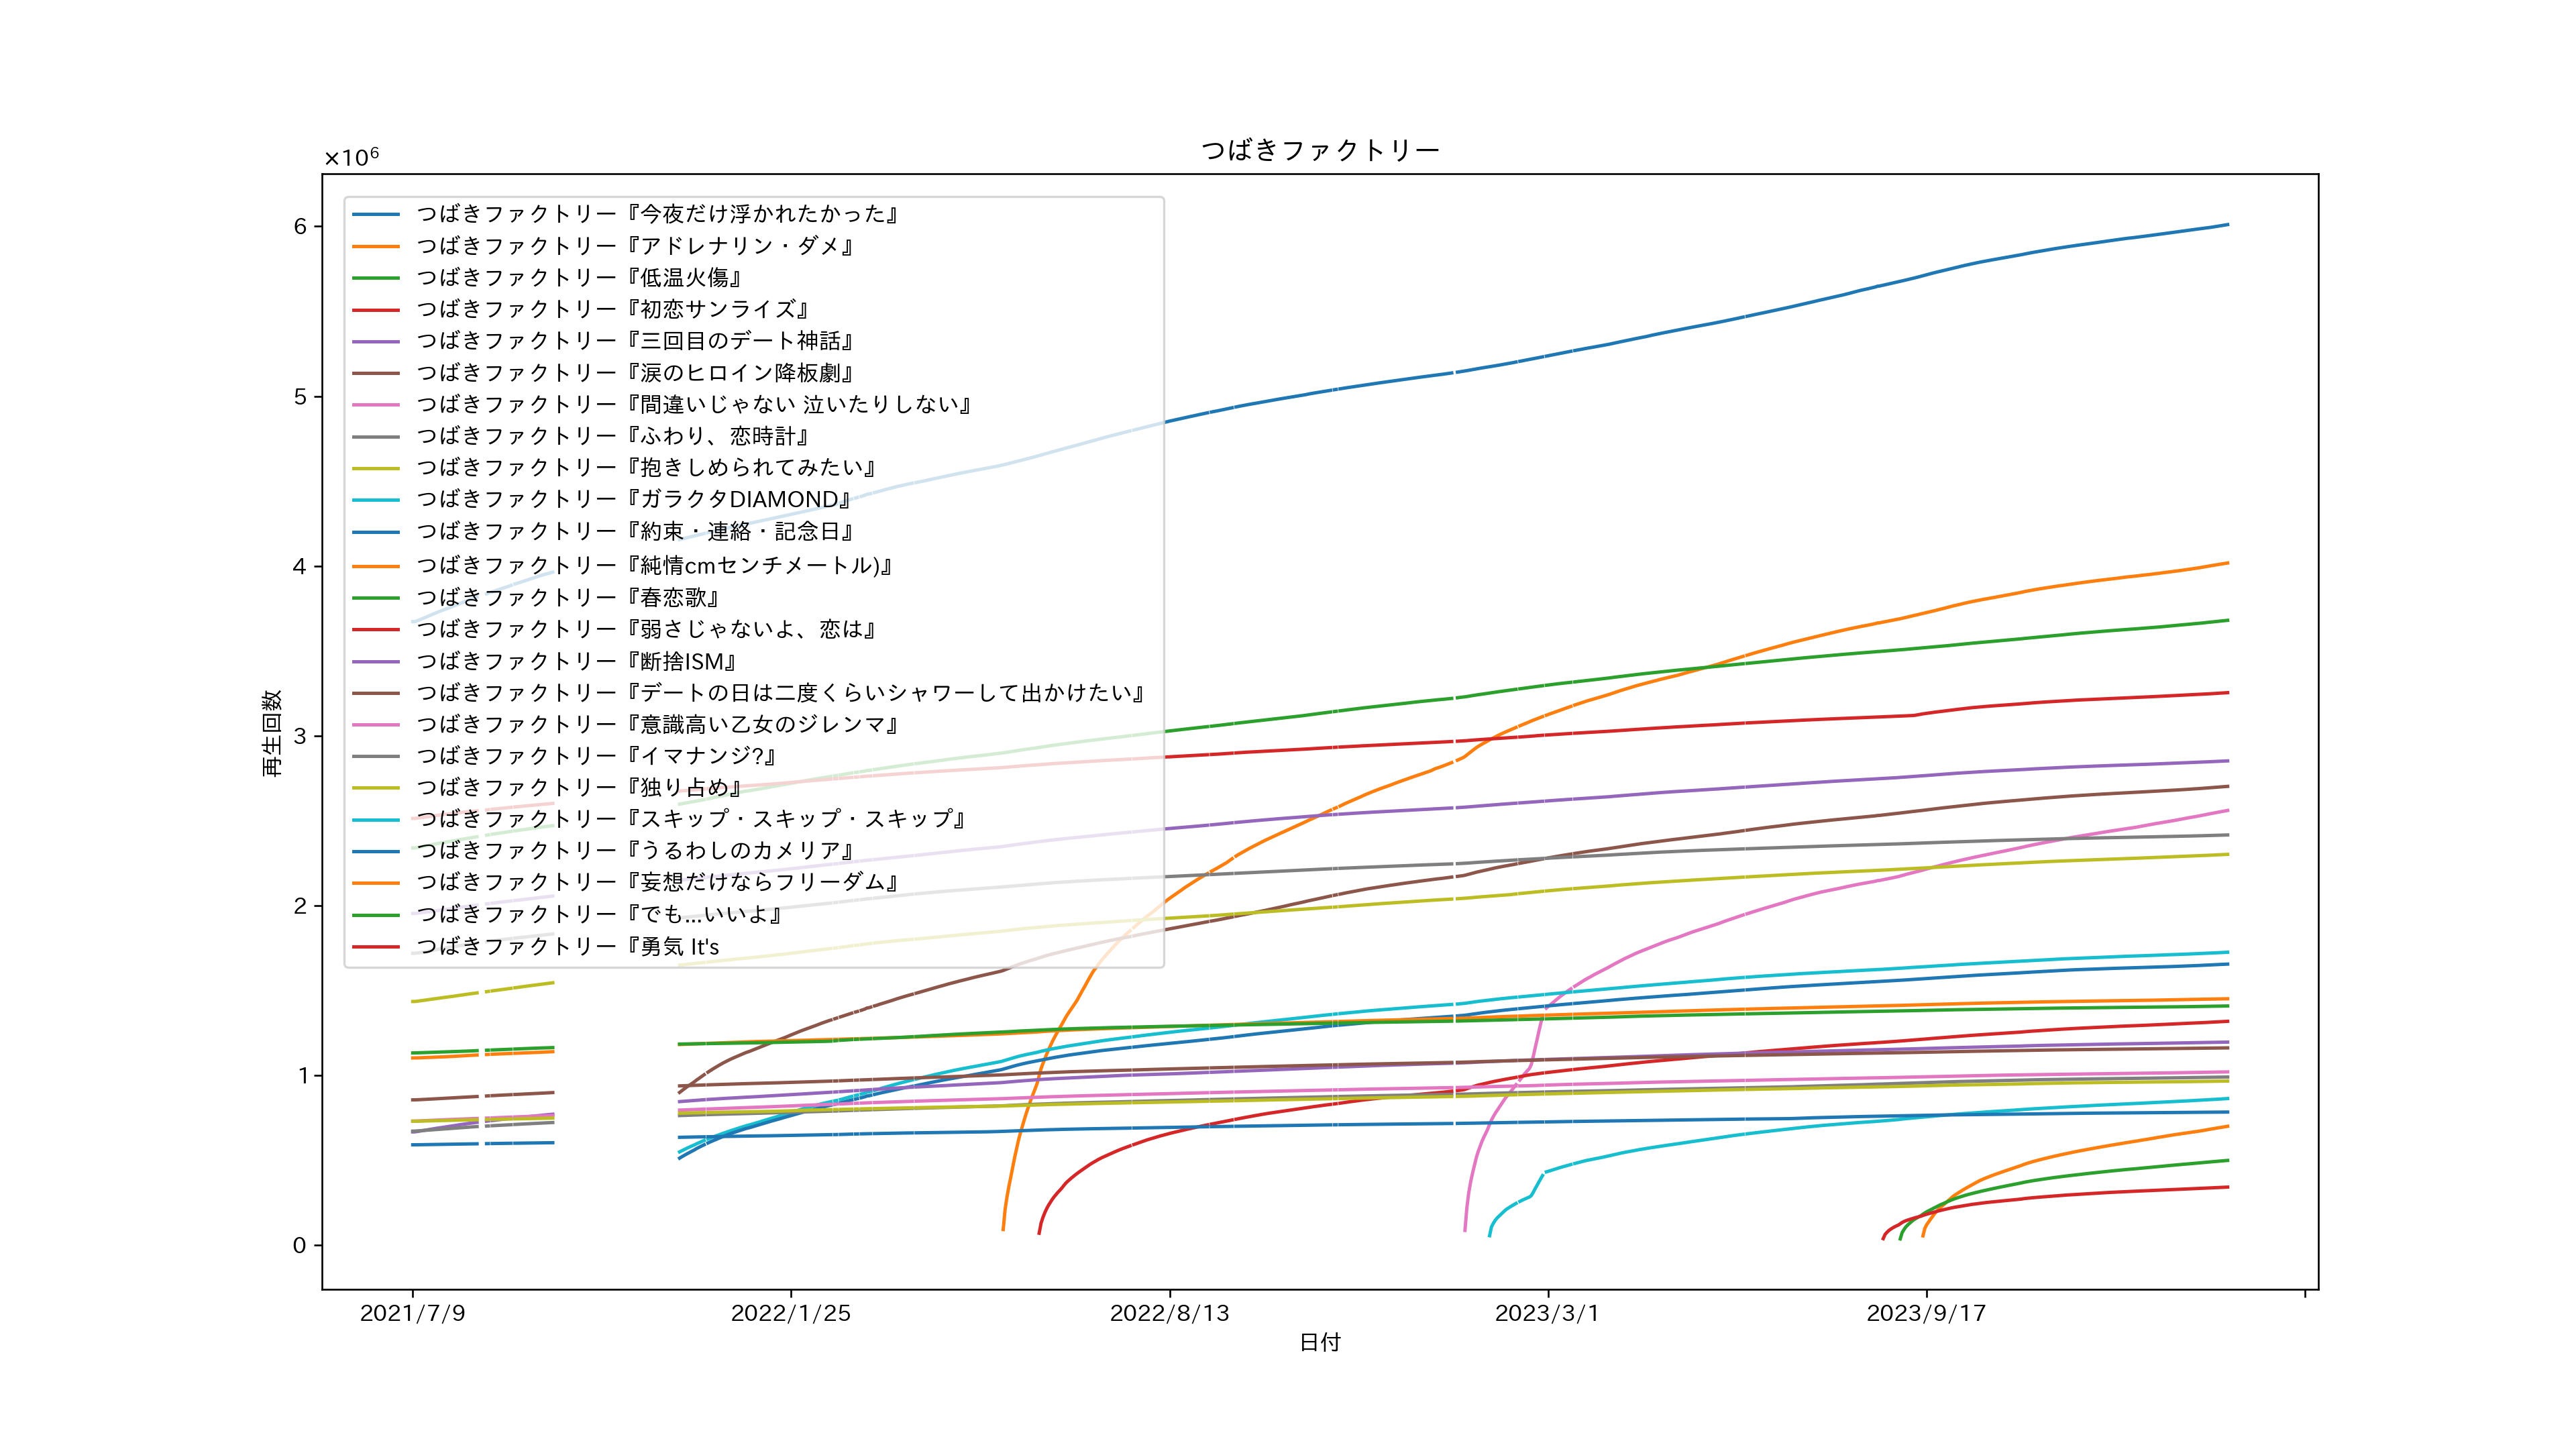 つばきファクトリー
×10⁶
つばきファクトリー『今夜だけ浮かれたかった』
つばきファクトリー『アドレナリン・ダメ』
つばきファクトリー『低温火傷』
つばきファクトリー『初恋サンライズ』
つばきファクトリー『三回目のデート神話』
つばきファクトリー『涙のヒロイン降板劇』
つばきファクトリー『間違いじゃない 泣いたりしない』
つばきファクトリー『ふわり、恋時計』
つばきファクトリー『抱きしめられてみたい』
つばきファクトリー『ガラクタDIAMOND』
つばきファクトリー『約束・連絡・記念日』
つばきファクトリー『純情cmセンチメートル)』
つばきファクトリー『春恋歌』
つばきファクトリー『弱さじゃないよ、恋は』
つばきファクトリー『断捨ISM』
つばきファクトリー『デートの日は二度くらいシャワーして出かけたい』
つばきファクトリー『意識高い乙女のジレンマ』
つばきファクトリー『イマナンジ?』
つばきファクトリー『独り占め』
つばきファクトリー『スキップ・スキップ・スキップ』
つばきファクトリー『うるわしのカメリア』
つばきファクトリー『妄想だけならフリーダム』
つばきファクトリー『でも...いいよ』
つばきファクトリー『勇気 It's
6
5
4
3
2
1
0
再生回数
2021/7/9
2022/1/25
2022/8/13
2023/3/1
2023/9/17
日付